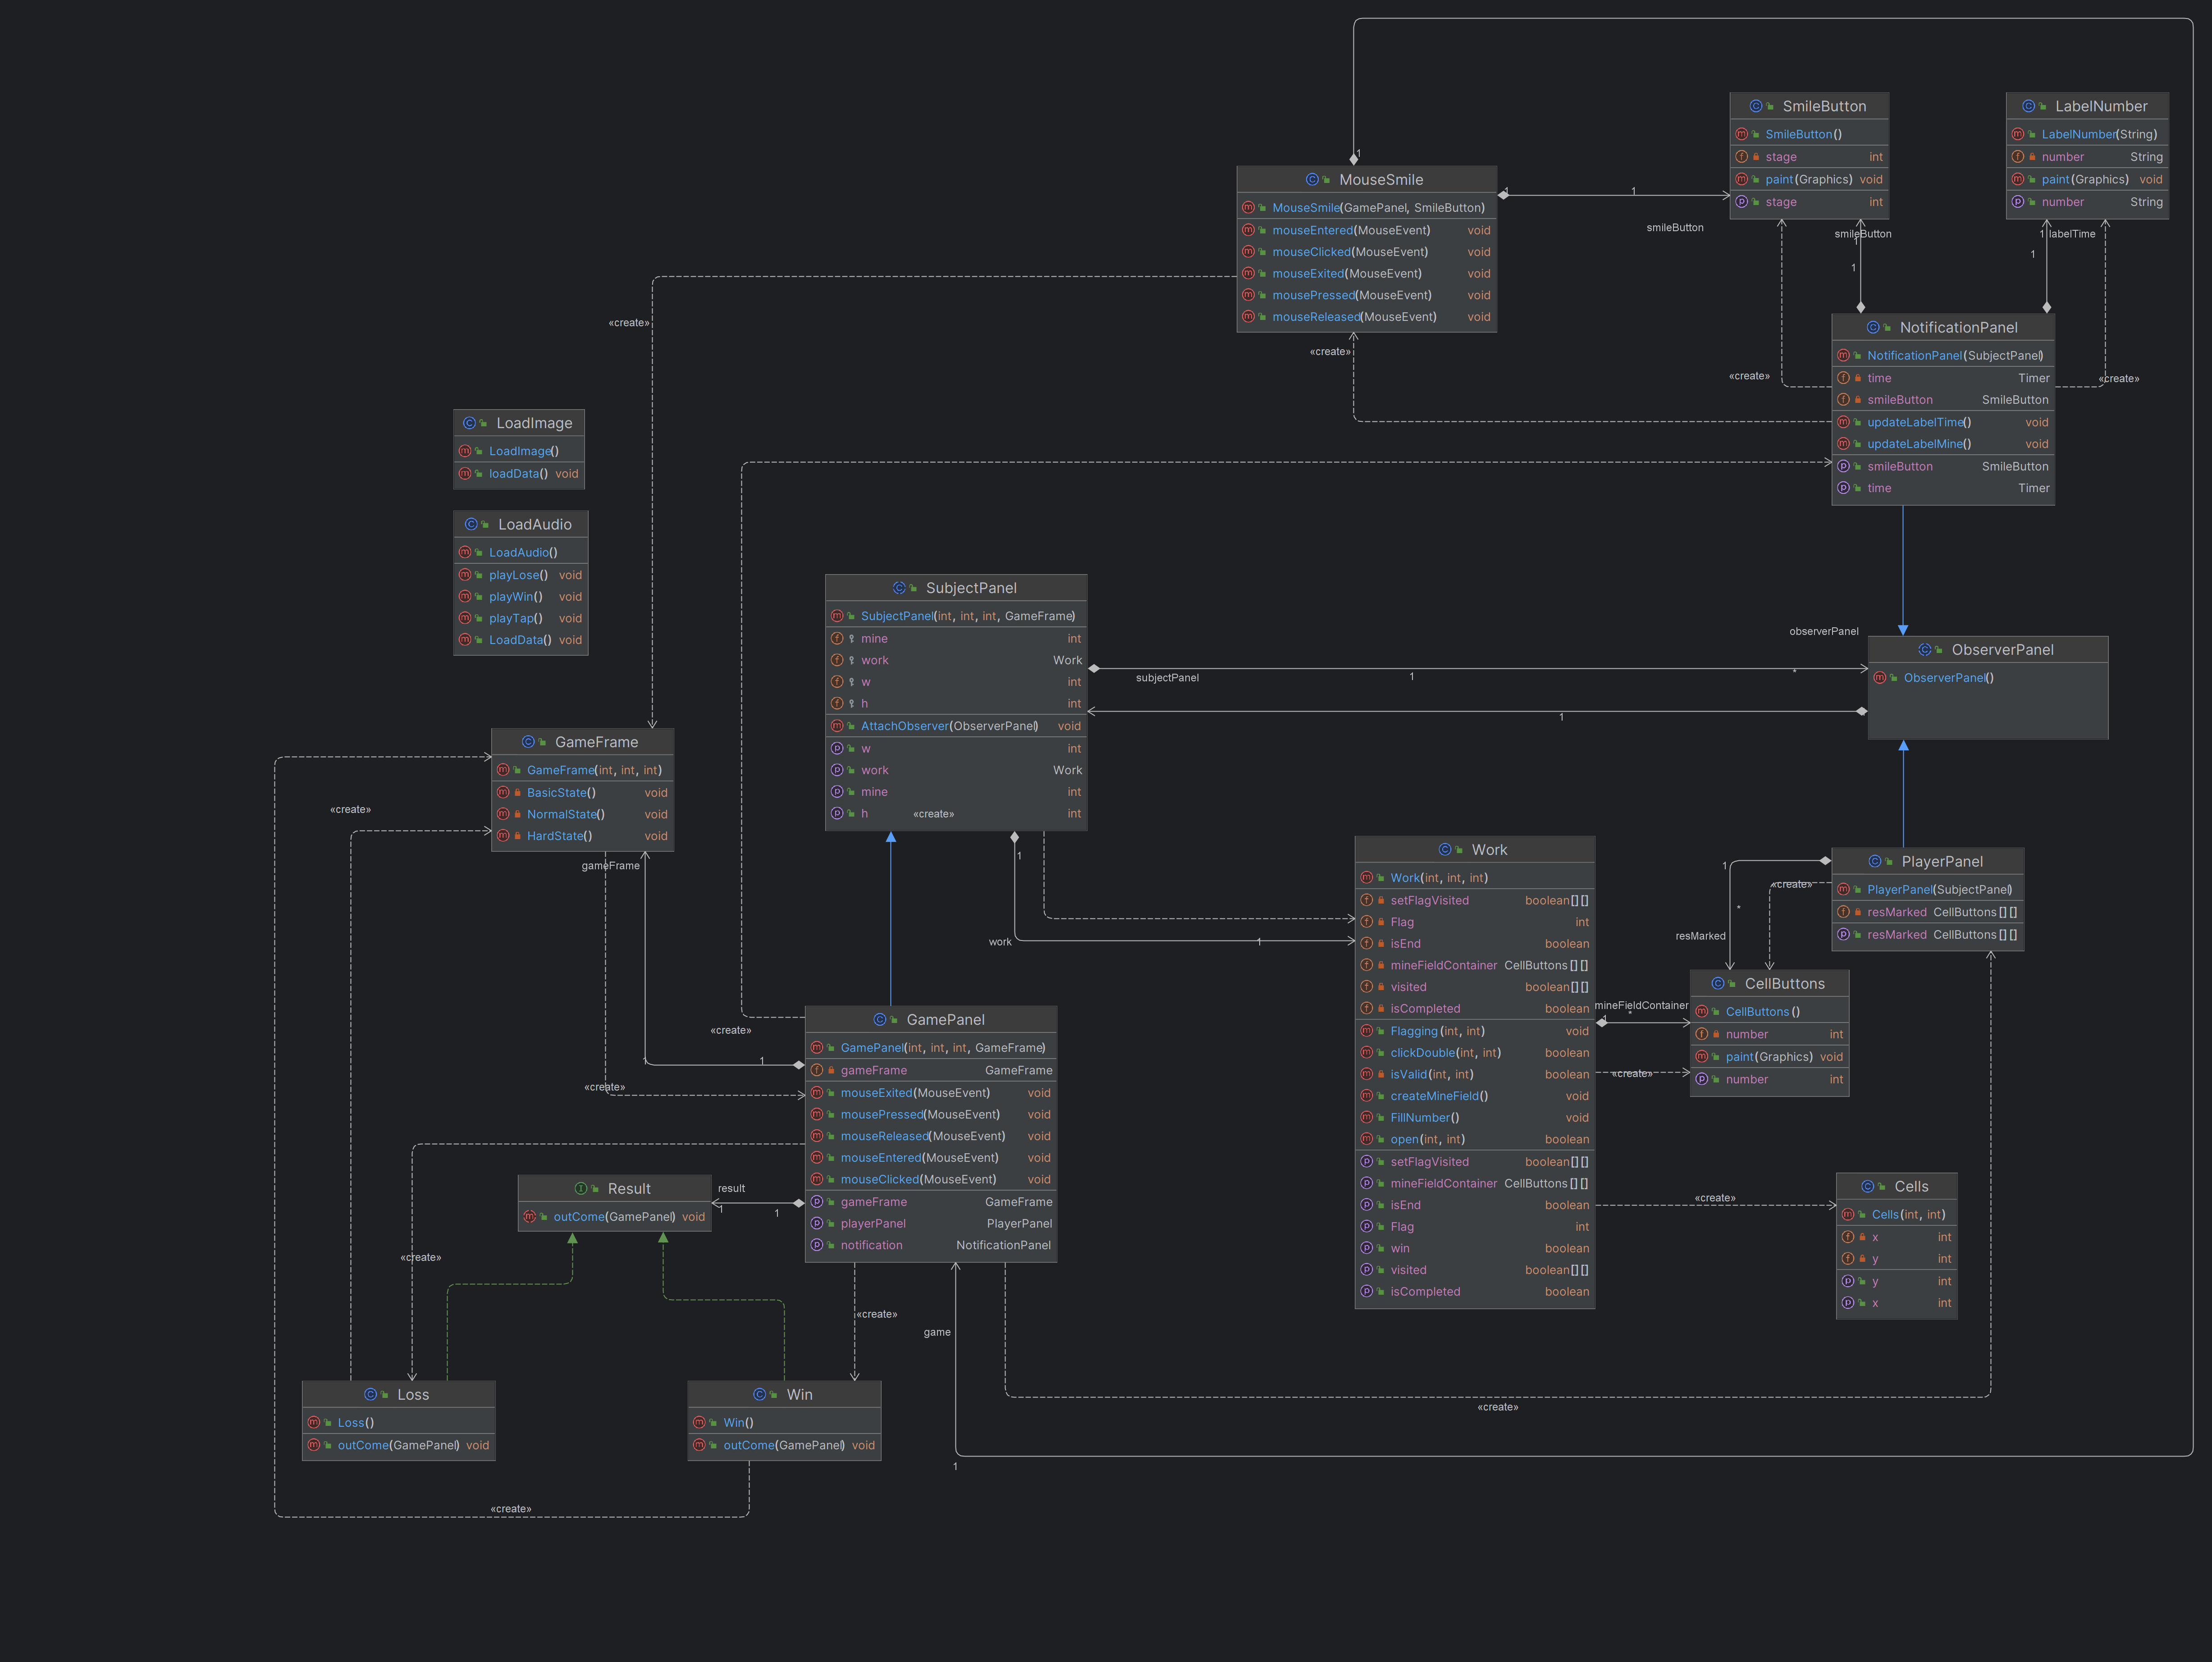 1
MouseSmile
MouseSmile(GamePanel, SmileButton)
mouseEntered(MouseEvent) void
mouseClicked(MouseEvent) void
mouseExited(MouseEvent) void
mousePressed(MouseEvent) void
mouseReleased(MouseEvent) void
1
1
smileButton
SmileButton
SmileButton()
stage int
paint(Graphics) void
stage int
smileButton
1
1
LabelNumber
LabelNumber(String)
number String
paint(Graphics) void
number String
1 labelTime
1
«create»
«create»
«create»
«create»
NotificationPanel
NotificationPanel(SubjectPanel)
time Timer
smileButton SmileButton
updateLabelTime() void
updateLabelMine() void
smileButton SmileButton
time Timer
LoadImage
LoadImage()
loadData() void
LoadAudio
LoadAudio()
playLose() void
playWin() void
playTap() void
LoadData() void
SubjectPanel
SubjectPanel(int, int, int, GameFrame)
mine int
work Work
w int
h int
AttachObserver(ObserverPanel) void
w int
work Work
mine int
h int
«create»
observerPanel
*
1
subjectPanel
1
ObserverPanel
ObserverPanel()
GameFrame
GameFrame(int, int, int)
BasicState() void
NormalState() void
HardState() void
«create»
gameFrame
1
work
1
Work
Work(int, int, int)
setFlagVisited boolean[][]
Flag int
isEnd boolean
mineFieldContainer CellButtons[][]
visited boolean[][]
isCompleted boolean
Flagging(int, int) void
clickDouble(int, int) boolean
isValid(int, int) boolean
createMineField() void
FillNumber() void
open(int, int) boolean
setFlagVisited boolean[][]
mineFieldContainer CellButtons[][]
isEnd boolean
Flag int
win boolean
visited boolean[][]
isCompleted boolean
PlayerPanel
PlayerPanel(SubjectPanel)
resMarked CellButtons[][]
resMarked CellButtons[][]
1
«create»
*
resMarked
CellButtons
CellButtons()
number int
paint(Graphics) void
number int
mineFieldContainer
1
*
«create»
«create»
Cells
Cells(int, int)
x int
y int
y int
x int
«create»
1
1
«create»
GamePanel
GamePanel(int, int, int, GameFrame)
gameFrame GameFrame
mouseExited(MouseEvent) void
mousePressed(MouseEvent) void
mouseReleased(MouseEvent) void
mouseEntered(MouseEvent) void
mouseClicked(MouseEvent) void
gameFrame GameFrame
playerPanel PlayerPanel
notification NotificationPanel
result
1
1
Result
outCome(GamePanel) void
«create»
«create»
game
Loss
Loss()
outCome(GamePanel) void
Win
Win()
outCome(GamePanel) void
«create»
1
«create»